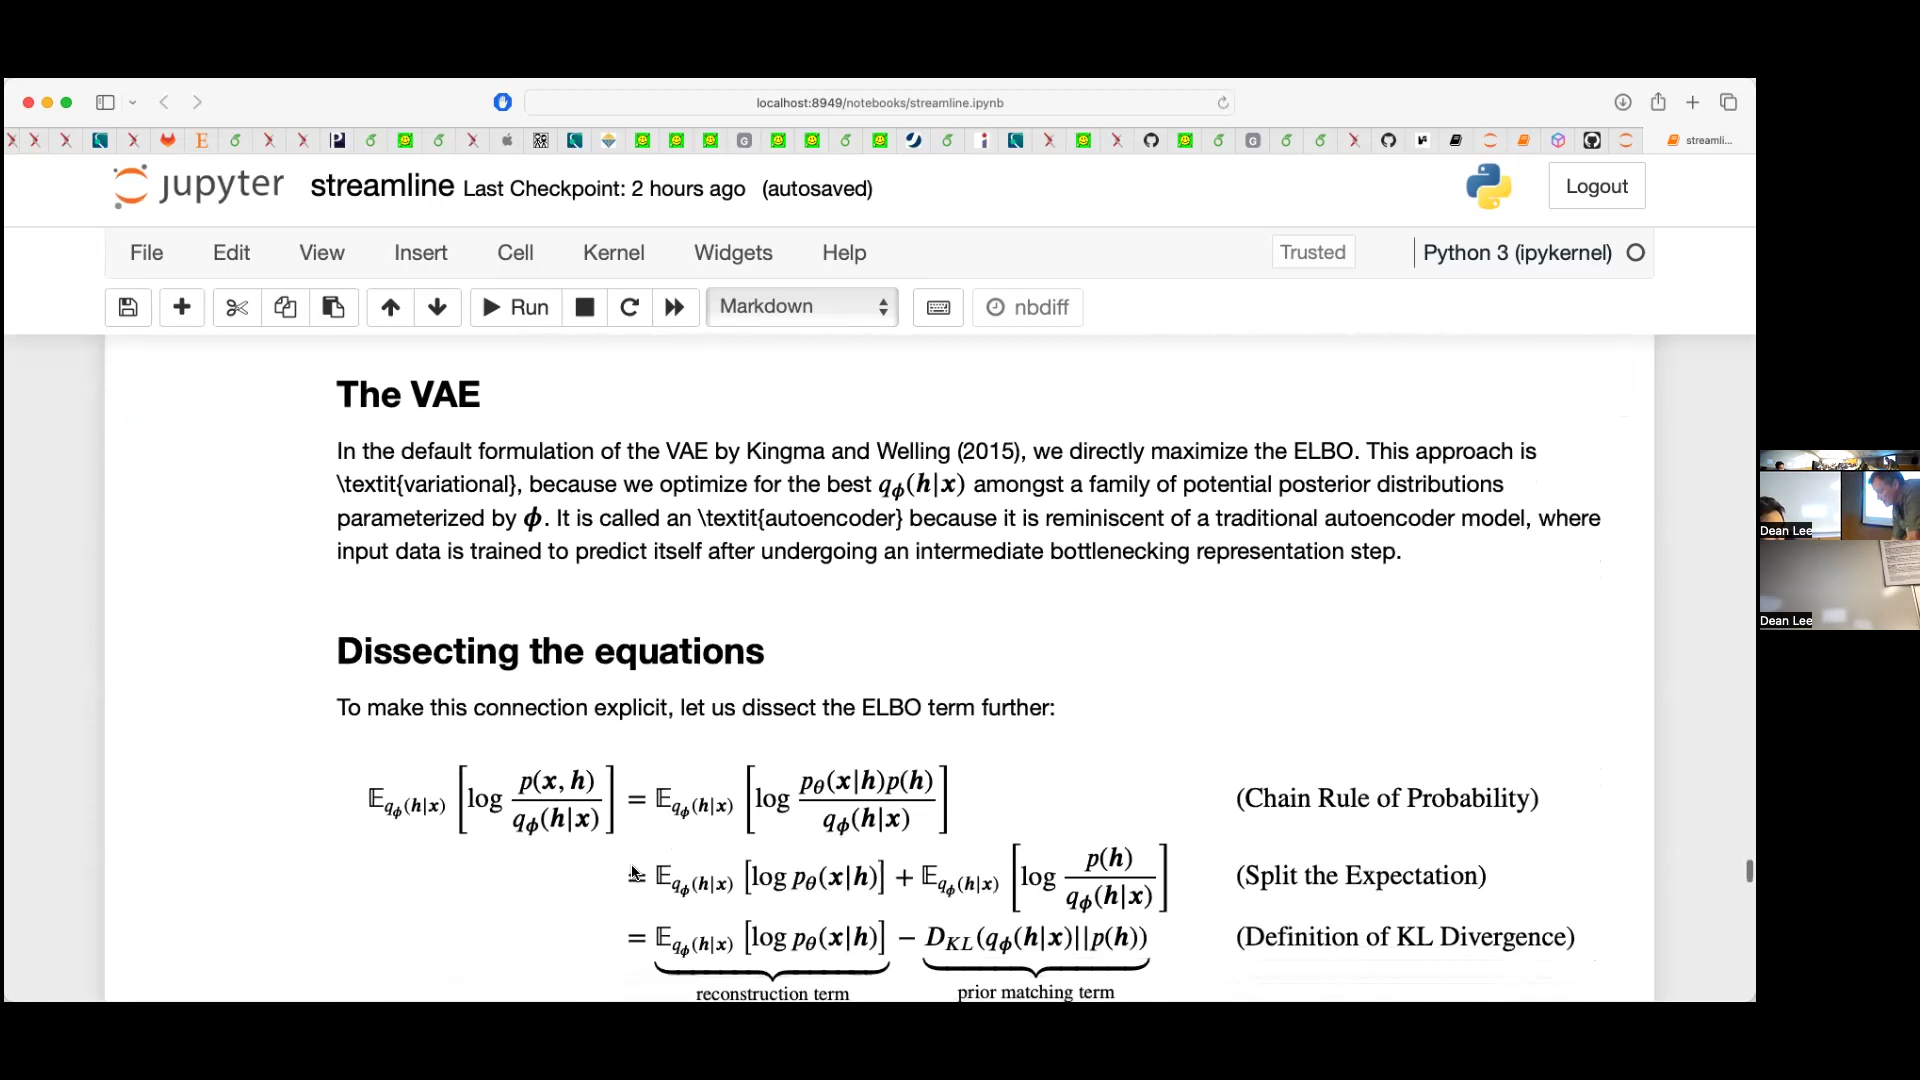 localhost:8949/notebooks/streamline.ipynb
streamli...
jupyter streamline Last Checkpoint: 2 hours ago (autosaved)
Logout
File Edit View Insert Cell Kernel Widgets Help Trusted Python 3 (ipykernel)
Run Markdown nbdiff
The VAE
In the default formulation of the VAE by Kingma and Welling (2015), we directly maximize the ELBO. This approach is
\textit{variational}, because we optimize for the best qϕ(h|x) amongst a family of potential posterior distributions
parameterized by ϕ. It is called an \textit{autoencoder} because it is reminiscent of a traditional autoencoder model, where
input data is trained to predict itself after undergoing an intermediate bottlenecking representation step.
Dissecting the equations
To make this connection explicit, let us dissect the ELBO term further:
𝔼qϕ(h|x) [log p(x, h) / qϕ(h|x)] = 𝔼qϕ(h|x) [log pθ(x|h)p(h) / qϕ(h|x)] (Chain Rule of Probability)
= 𝔼qϕ(h|x) [log pθ(x|h)] + 𝔼qϕ(h|x) [log p(h) / qϕ(h|x)] (Split the Expectation)
= 𝔼qϕ(h|x) [log pθ(x|h)] − DKL(qϕ(h|x)||p(h)) (Definition of KL Divergence)
reconstruction term prior matching term
Dean Lee
Dean Lee